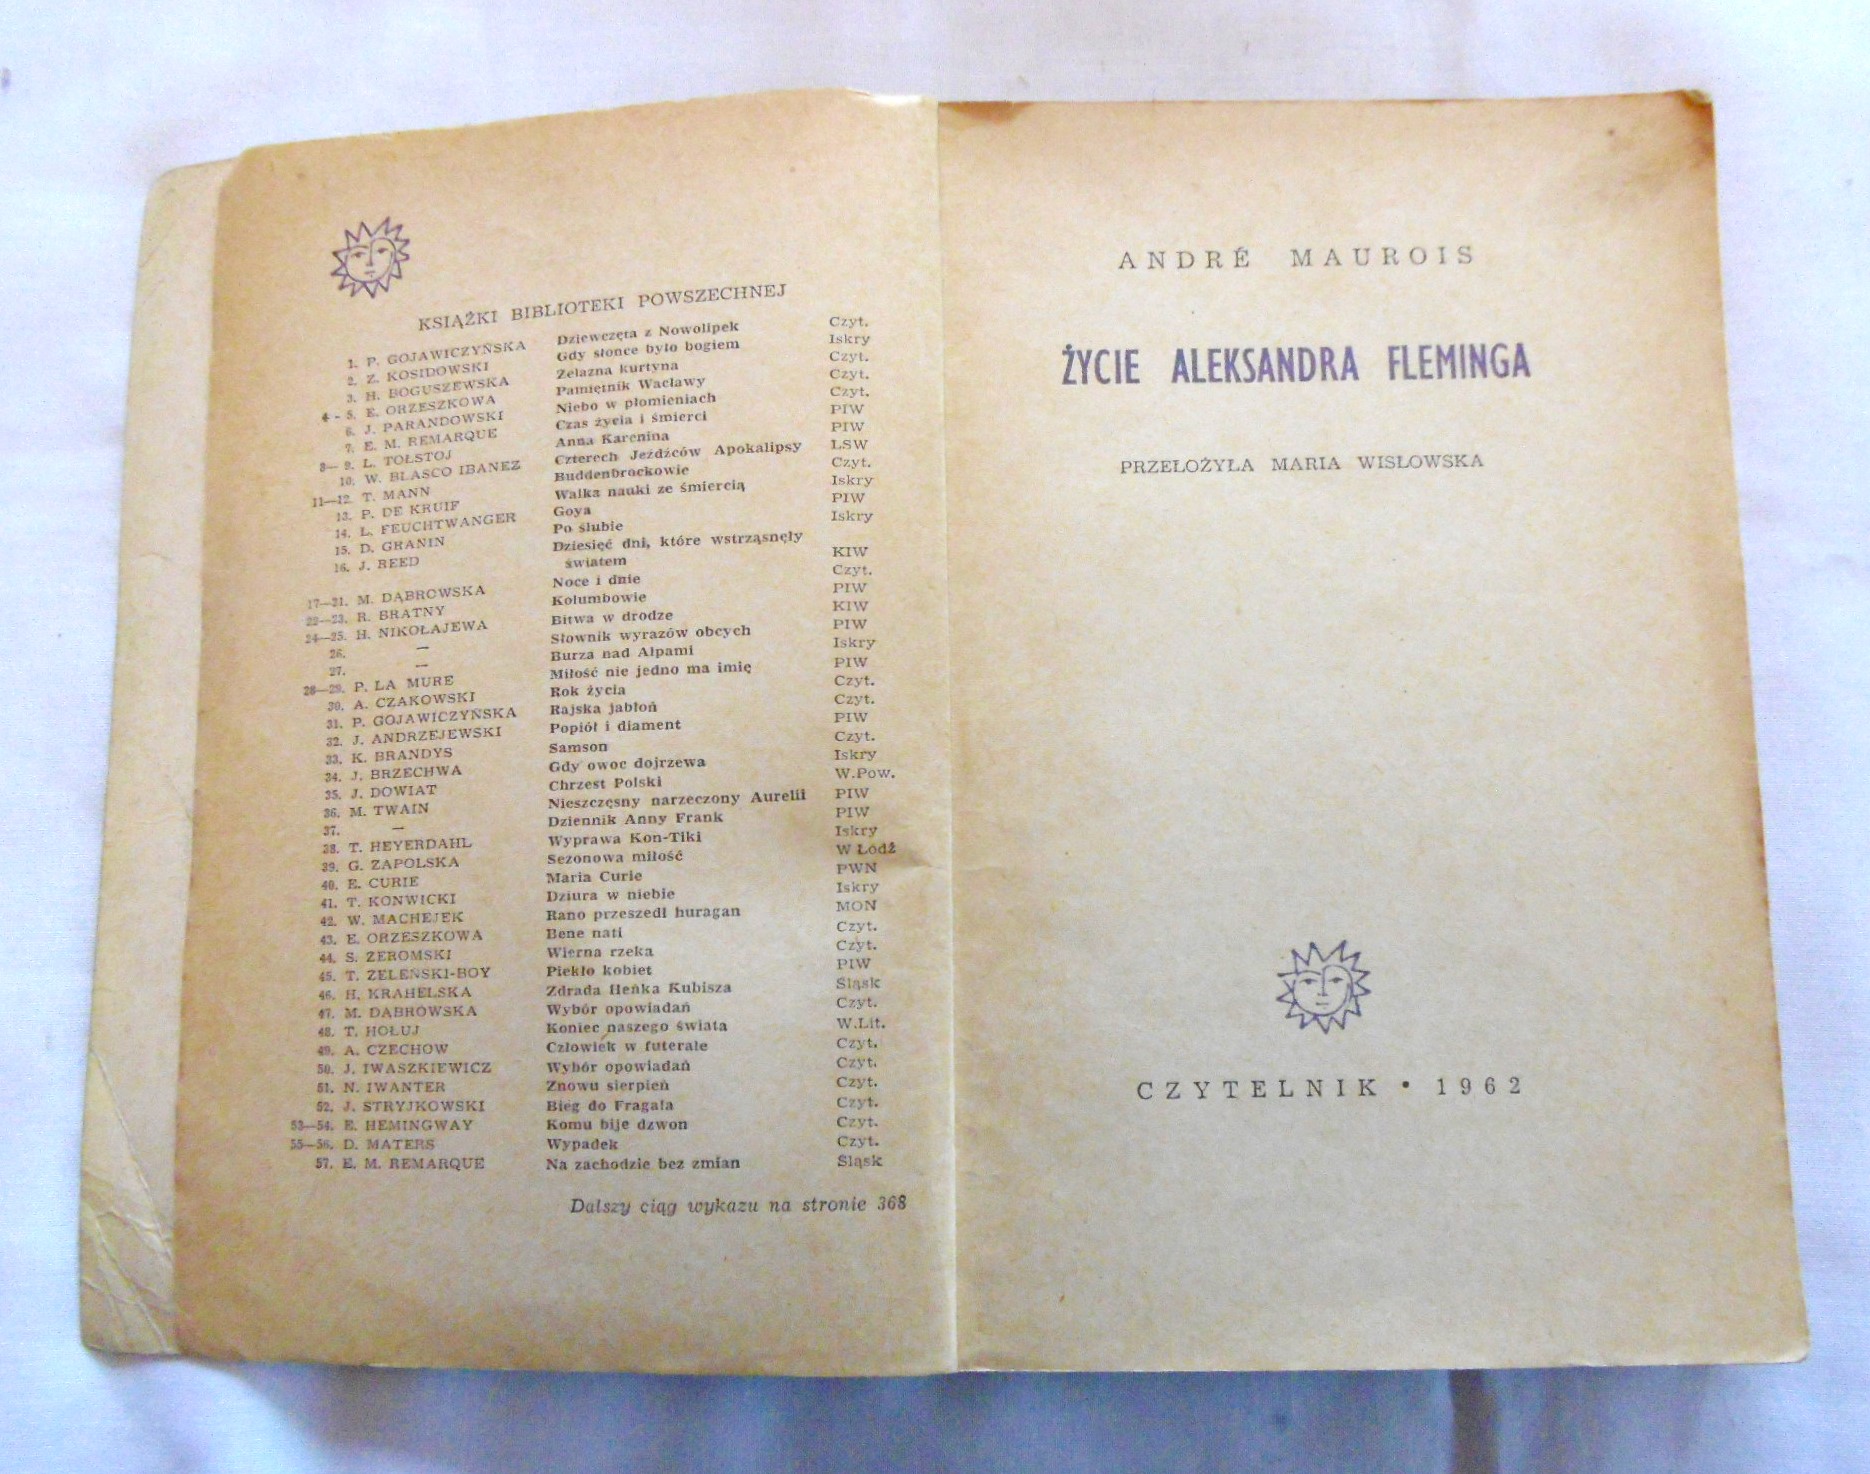 KSIĄŻKI BIBLIOTEKI POWSZECHNEJ
1. P. GOJAWICZYŃSKA Dziewczęta z Nowolipek Czyt.
2. Z. KOSIDOWSKI Gdy słońce było bogiem Iskry
3. H. BOGUSZEWSKA Żelazna kurtyna Czyt.
4 - 5. E. ORZESZKOWA Pamiętnik Wacławy Czyt.
6. J. PARANDOWSKI Niebo w płomieniach Czyt.
7. E. M. REMARQUE Czas życia i śmierci PIW
8— 9. L. TOŁSTOJ Anna Karenina PIW
10. W. BLASCO IBANEZ Czterech Jeźdźców Apokalipsy LSW
11—12. T. MANN Buddenbrockowie Czyt.
13. P. DE KRUIF Walka nauki ze śmiercią Iskry
14. L. FEUCHTWANGER Goya PIW
15. D. GRANIN Po ślubie Iskry
16. J. REED Dziesięć dni, które wstrząsnęły
światem KIW
17—21. M. DĄBROWSKA Noce i dnie Czyt.
22—23. R. BRATNY Kolumbowie PIW
24—25. H. NIKOŁAJEWA Bitwa w drodze KIW
26. — Słownik wyrazów obcych PIW
27. — Burza nad Alpami Iskry
28—29. P. LA MURE Miłość nie jedno ma imię PIW
30. A. CZAKOWSKI Rok życia Czyt.
31. P. GOJAWICZYŃSKA Rajska jabłoń Czyt.
32. J. ANDRZEJEWSKI Popiół i diament PIW
33. K. BRANDYS Samson Czyt.
34. J. BRZECHWA Gdy owoc dojrzewa Iskry
35. J. DOWIAT Chrzest Polski W.Pow.
36. M. TWAIN Nieszczęsny narzeczony Aurelii PIW
37. — Dziennik Anny Frank PIW
38. T. HEYERDAHL Wyprawa Kon-Tiki Iskry
39. G. ZAPOLSKA Sezonowa miłość W Łódź
40. E. CURIE Maria Curie PWN
41. T. KONWICKI Dziura w niebie Iskry
42. W. MACHEJEK Rano przeszedł huragan MON
43. E. ORZESZKOWA Bene nati Czyt.
44. S. ŻEROMSKI Wierna rzeka Czyt.
45. T. ŻELEŃSKI-BOY Piekło kobiet PIW
46. H. KRAHELSKA Zdrada Heńka Kubisza Śląsk
47. M. DĄBROWSKA Wybór opowiadań Czyt.
48. T. HOŁUJ Koniec naszego świata W.Lit.
49. A. CZECHOW Człowiek w futerale Czyt.
50. J. IWASZKIEWICZ Wybór opowiadań Czyt.
51. N. IWANTER Znowu sierpień Czyt.
52. J. STRYJKOWSKI Bieg do Fragala Czyt.
53—54. E. HEMINGWAY Komu bije dzwon Czyt.
55—56. D. MATERS Wypadek Czyt.
57. E. M. REMARQUE Na zachodzie bez zmian Śląsk
Dalszy ciąg wykazu na stronie 368
ANDRÉ MAUROIS
ŻYCIE ALEKSANDRA FLEMINGA
PRZEŁOŻYŁA MARIA WISŁOWSKA
CZYTELNIK • 1962